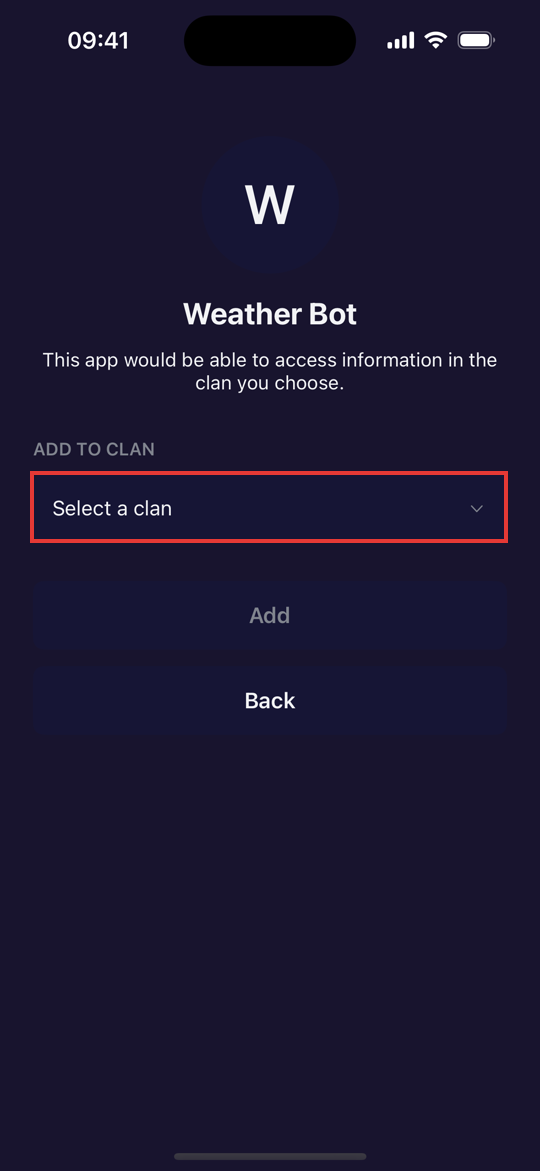 09:41
W
Weather Bot
This app would be able to access information in the
clan you choose.
ADD TO CLAN
Select a clan
Add
Back